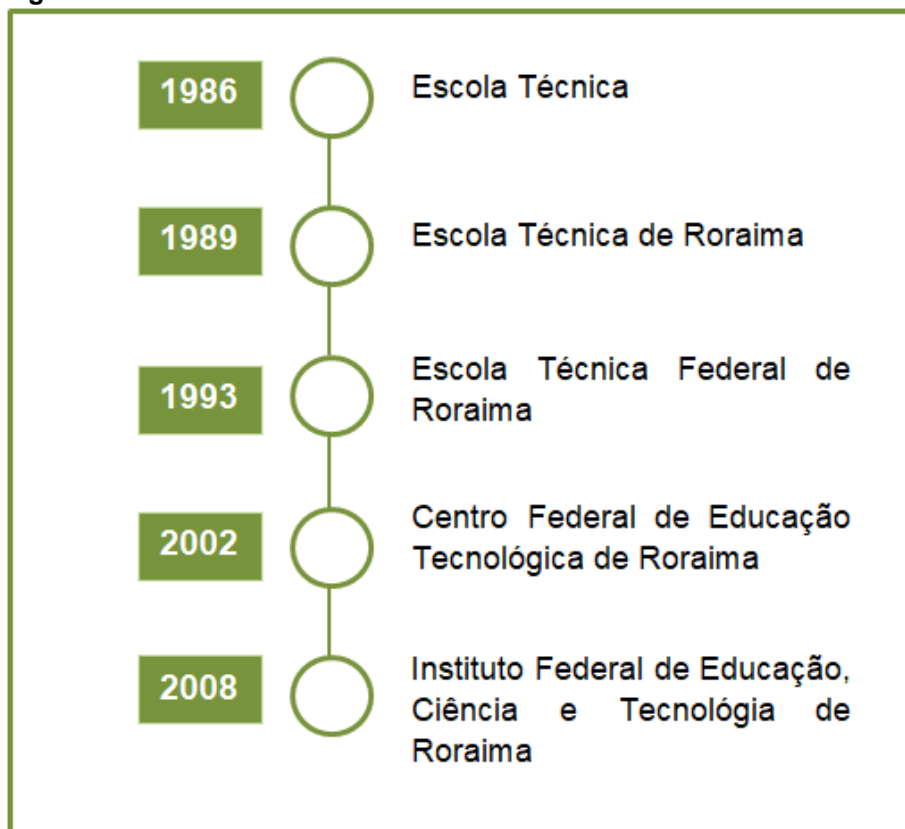 1986
Escola Técnica
1989
Escola Técnica de Roraima
1993
Escola Técnica Federal de
Roraima
2002
Centro Federal de Educação
Tecnológica de Roraima
2008
Instituto Federal de Educação,
Ciência e Tecnológia de
Roraima